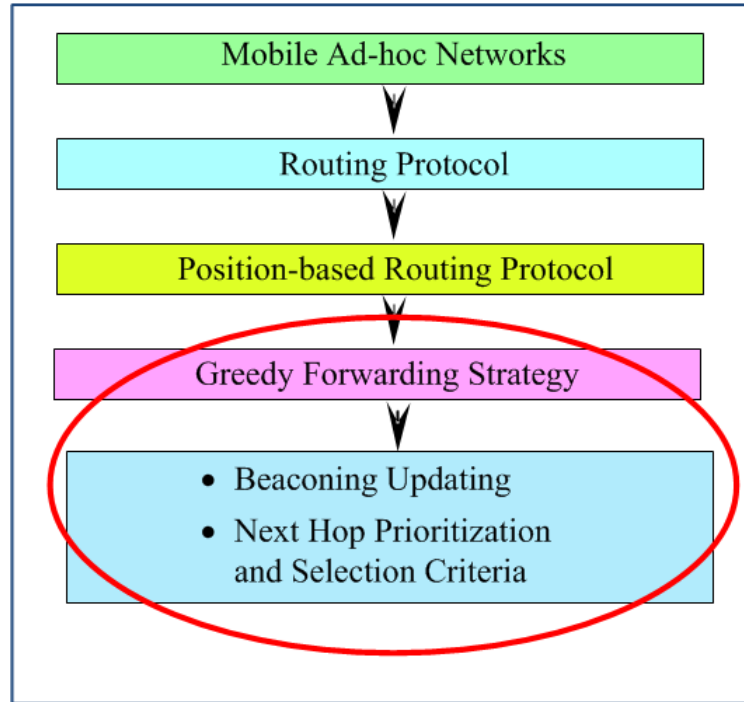 Mobile Ad-hoc Networks
Routing Protocol
Position-based Routing Protocol
Greedy Forwarding Strategy
• Beaconing Updating
• Next Hop Prioritization
and Selection Criteria